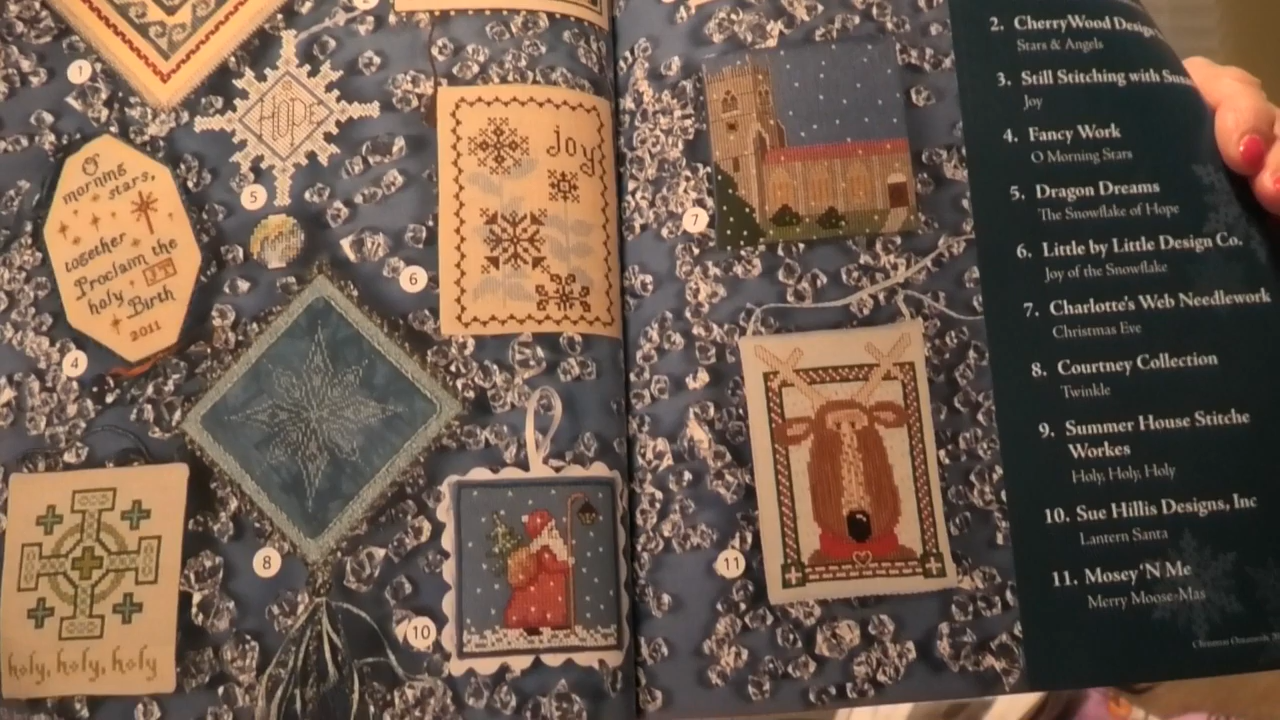 1
HOPE
5
O
morning
stars,
together
Proclaim the
holy
Birth
2011
4
joy
6
7
8
holy, holy, holy
10
11
2. CherryWood
Stars & Angels
3. Still Stitching with
Joy
4. Fancy Work
O Morning Stars
5. Dragon Dreams
The Snowflake of Hope
6. Little by Little Design Co.
Joy of the Snowflake
7. Charlotte's Web Needlework
Christmas Eve
8. Courtney Collection
Twinkle
9. Summer House Stitche
Workes
Holy, Holy, Holy
10. Sue Hillis Designs, Inc
Lantern Santa
11. Mosey 'N Me
Merry Moose-Mas
Christmas Ornaments